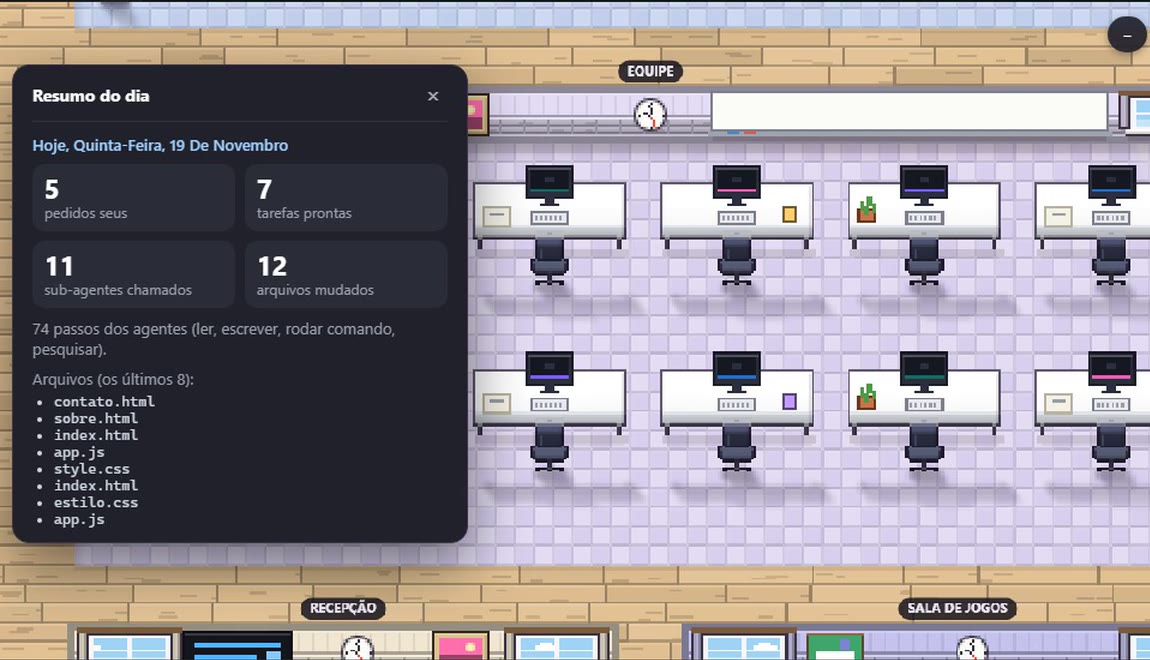 EQUIPE
Resumo do dia
×
Hoje, Quinta-Feira, 19 De Novembro
5
pedidos seus
7
tarefas prontas
11
sub-agentes chamados
12
arquivos mudados
74 passos dos agentes (ler, escrever, rodar comando,
pesquisar).
Arquivos (os últimos 8):
• contato.html
• sobre.html
• index.html
• app.js
• style.css
• index.html
• estilo.css
• app.js
RECEPÇÃO
SALA DE JOGOS